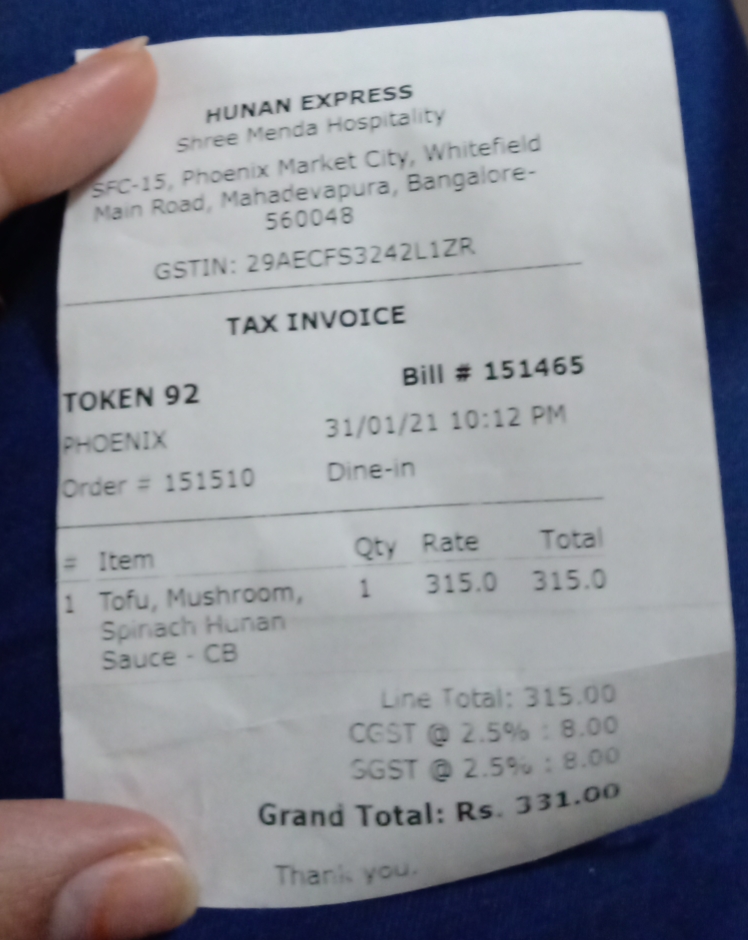 HUNAN EXPRESS
Shree Menda Hospitality
SFC-15, Phoenix Market City, Whitefield
Main Road, Mahadevapura, Bangalore-
560048
GSTIN: 29AECFS3242L1ZR
TAX INVOICE
TOKEN 92 Bill # 151465
PHOENIX 31/01/21 10:12 PM
Order # 151510 Dine-in
# Item Qty Rate Total
1 Tofu, Mushroom, 1 315.0 315.0
Spinach Hunan
Sauce - CB
Line Total: 315.00
CGST @ 2.5% : 8.00
SGST @ 2.5% : 8.00
Grand Total: Rs. 331.00
Thank you.